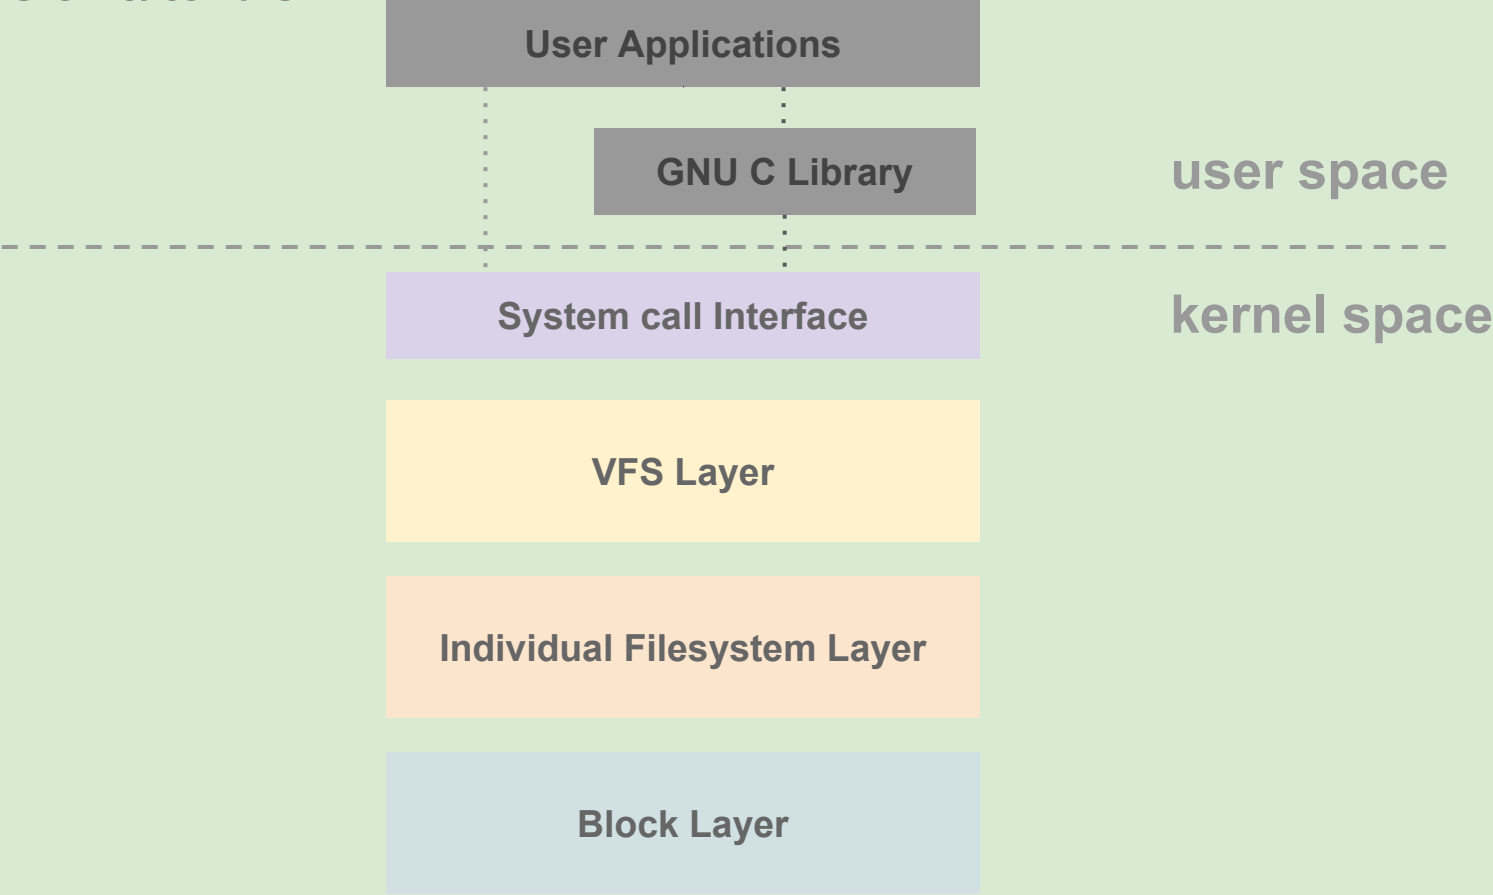 User Applications
GNU C Library
user space
System call Interface
kernel space
VFS Layer
Individual Filesystem Layer
Block Layer